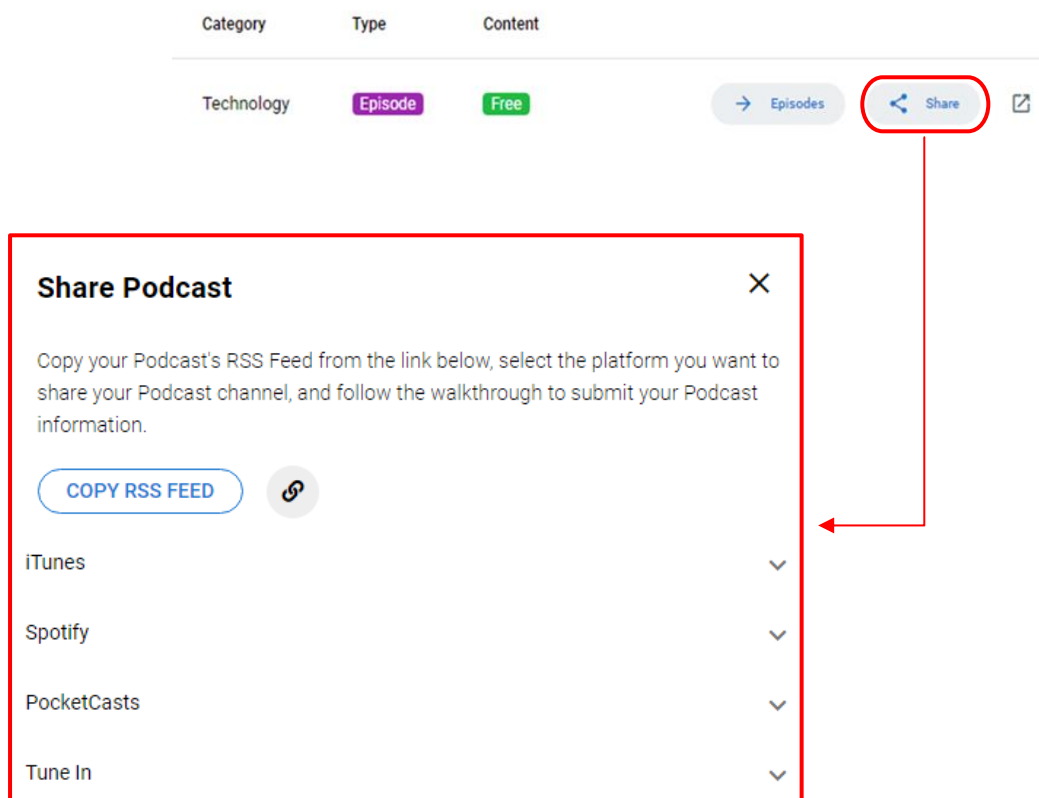 Category Type Content
Technology Episode Free Episodes Share
Share Podcast
Copy your Podcast's RSS Feed from the link below, select the platform you want to
share your Podcast channel, and follow the walkthrough to submit your Podcast
information.
COPY RSS FEED
iTunes
Spotify
PocketCasts
Tune In